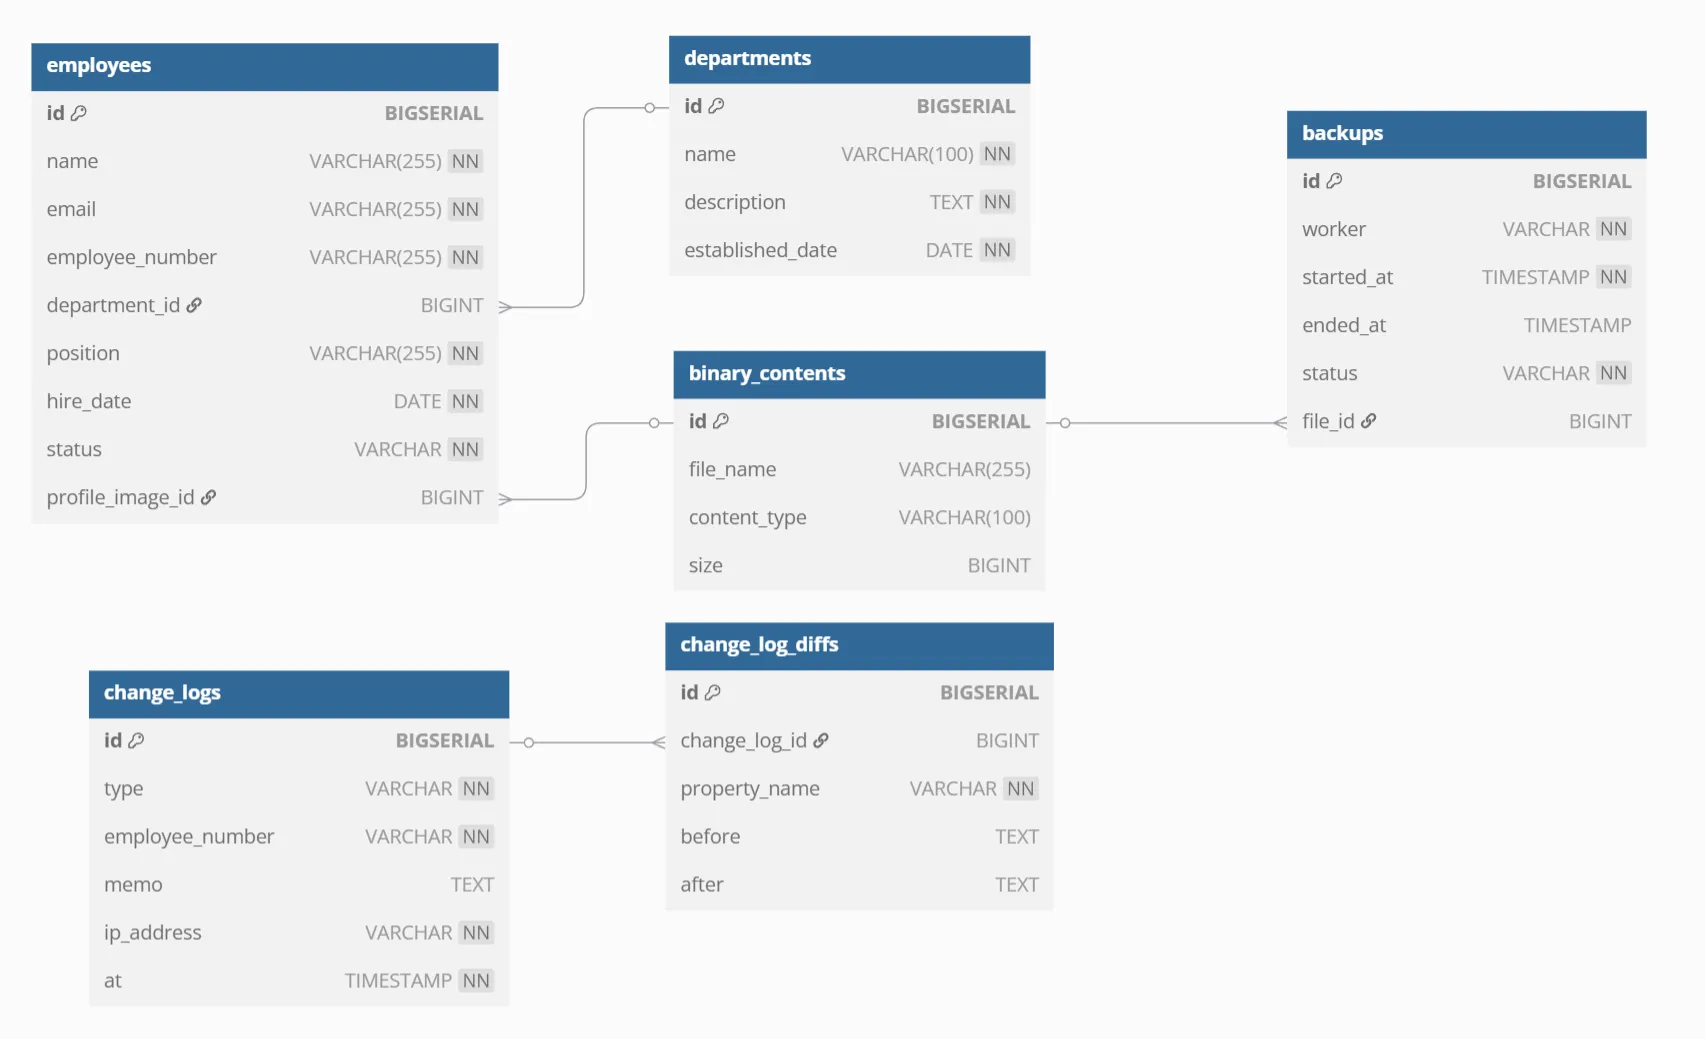 employees
id BIGSERIAL
name VARCHAR(255) NN
email VARCHAR(255) NN
employee_number VARCHAR(255) NN
department_id BIGINT
position VARCHAR(255) NN
hire_date DATE NN
status VARCHAR NN
profile_image_id BIGINT
departments
id BIGSERIAL
name VARCHAR(100) NN
description TEXT NN
established_date DATE NN
backups
id BIGSERIAL
worker VARCHAR NN
started_at TIMESTAMP NN
ended_at TIMESTAMP
status VARCHAR NN
file_id BIGINT
binary_contents
id BIGSERIAL
file_name VARCHAR(255)
content_type VARCHAR(100)
size BIGINT
change_logs
id BIGSERIAL
type VARCHAR NN
employee_number VARCHAR NN
memo TEXT
ip_address VARCHAR NN
at TIMESTAMP NN
change_log_diffs
id BIGSERIAL
change_log_id BIGINT
property_name VARCHAR NN
before TEXT
after TEXT